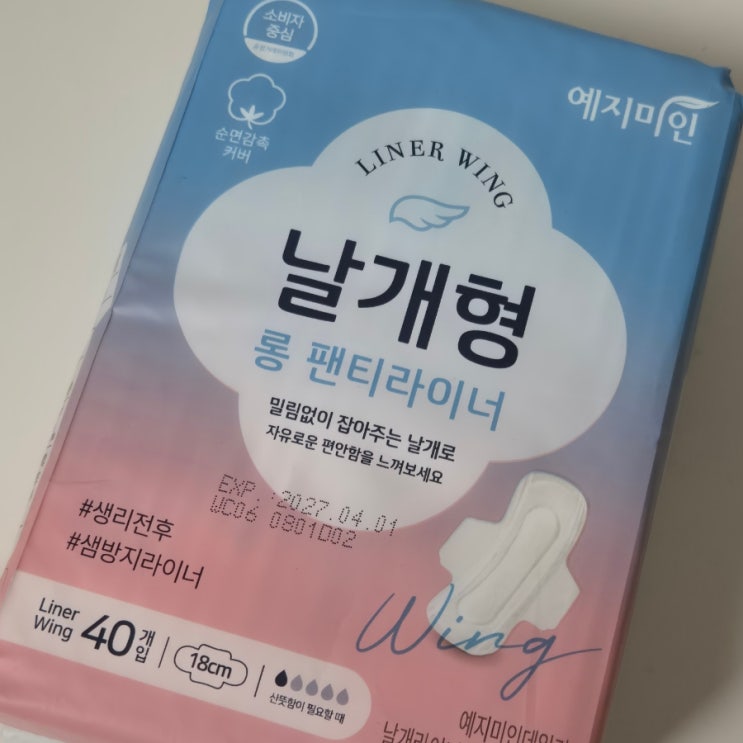 소비자
중심
예지미인
순면감촉
커버
LINER WING
날개형
롱 팬티라이너
밀림없이 잡아주는 날개로
자유로운 편안함을 느껴보세요
EXP.:2027.04.01
WC06 0801D02
#생리전후
#샘방지라이너
Wing
Liner
Wing
40
개
입
18cm
산뜻함이 필요할 때
예지미인데일리